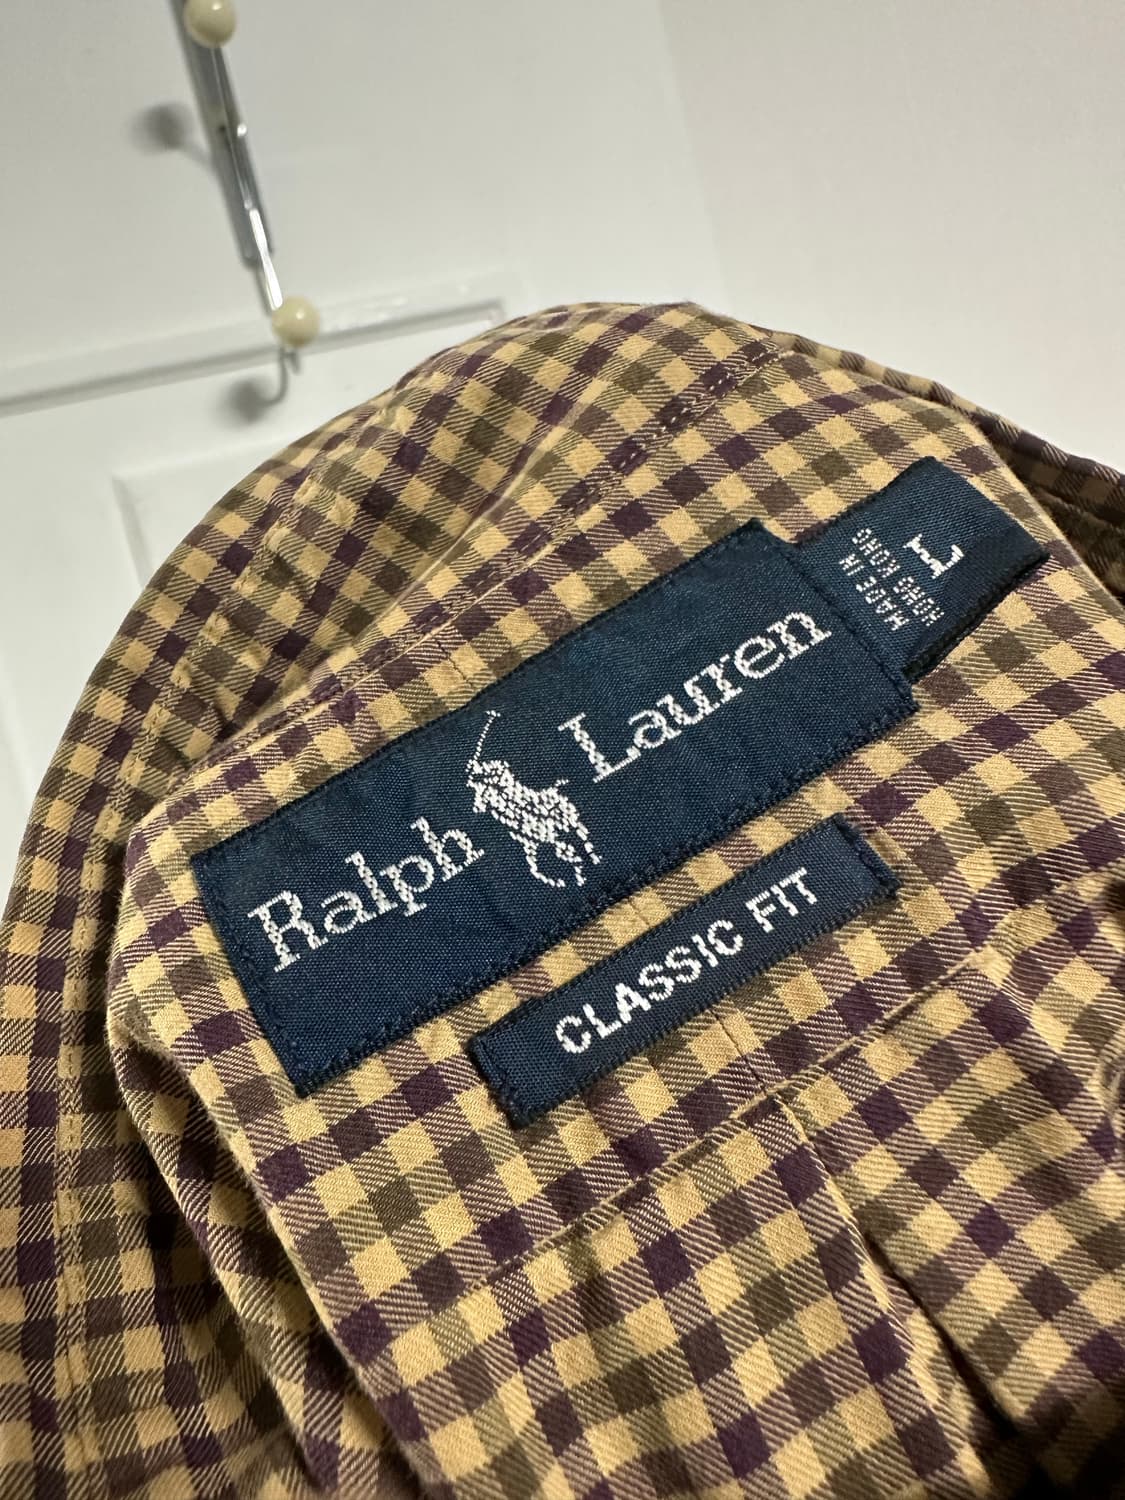 Ralph Lauren
L
MADE IN
HONG KONG
CLASSIC FIT